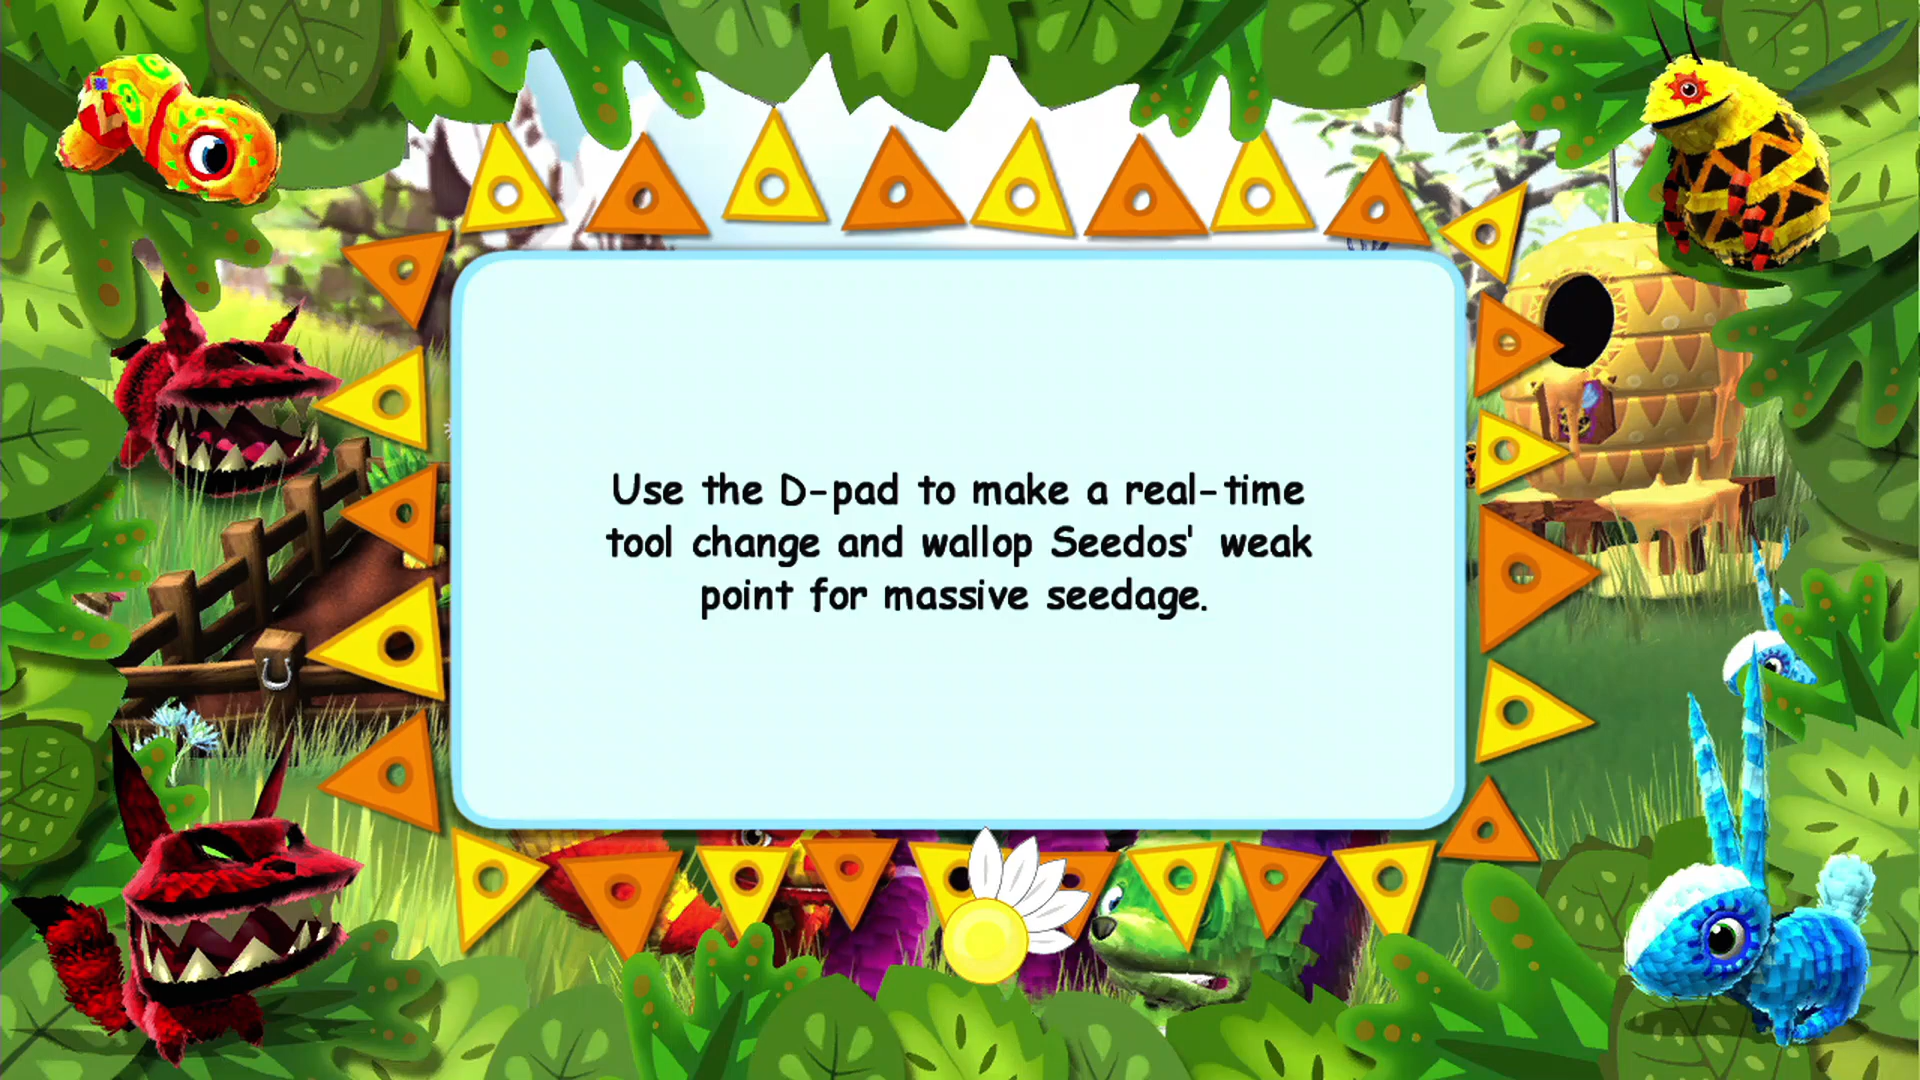 Use the D-pad to make a real-time
tool change and wallop Seedos' weak
point for massive seedage.